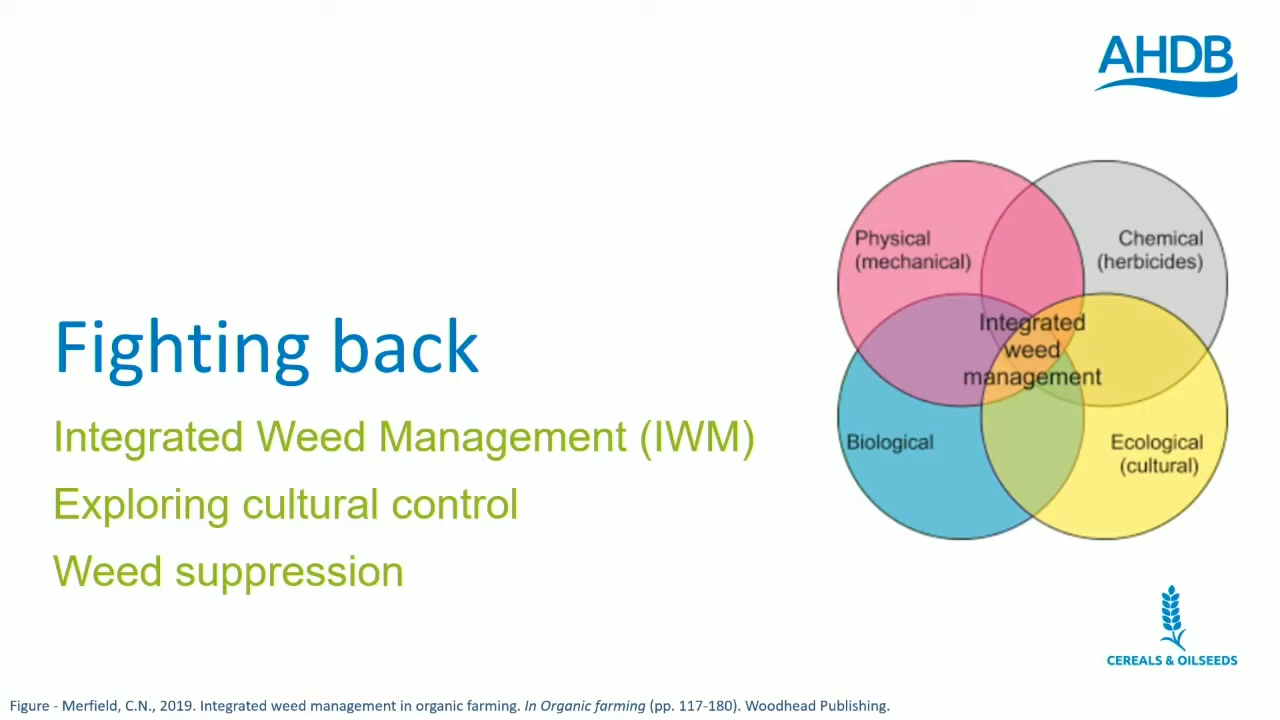 AHDB
Physical
(mechanical)
Chemical
(herbicides)
Integrated
weed
management
Biological
Ecological
(cultural)
Fighting back
Integrated Weed Management (IWM)
Exploring cultural control
Weed suppression
CEREALS & OILSEEDS
Figure - Merfield, C.N., 2019. Integrated weed management in organic farming. In Organic farming (pp. 117-180). Woodhead Publishing.